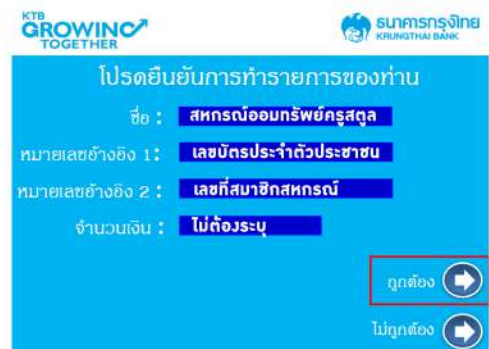 KTB
GROWING
TOGETHER
ธนาคารกรุงไทย
KRUNGTHAI BANK
โปรดยืนยันการทำรายการของท่าน
ชื่อ : สหกรณ์ออมทรัพย์ครูสตูล
หมายเลขอ้างอิง 1: เลขบัตรประจำตัวประชาชน
หมายเลขอ้างอิง 2 : เลขที่สมาชิกสหกรณ์
จำนวนเงิน : ไม่ต้องระบุ
ถูกต้อง
ไม่ถูกต้อง